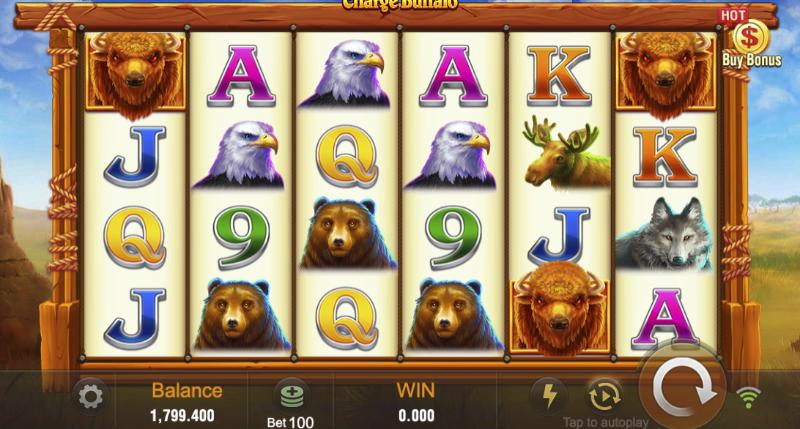 Charge Buffalo
HOT
$
Buy Bonus
A A K
J Q K
Q 9 9 J
J Q A
Balance
1,799.400
Bet 100
WIN
0.000
Tap to autoplay